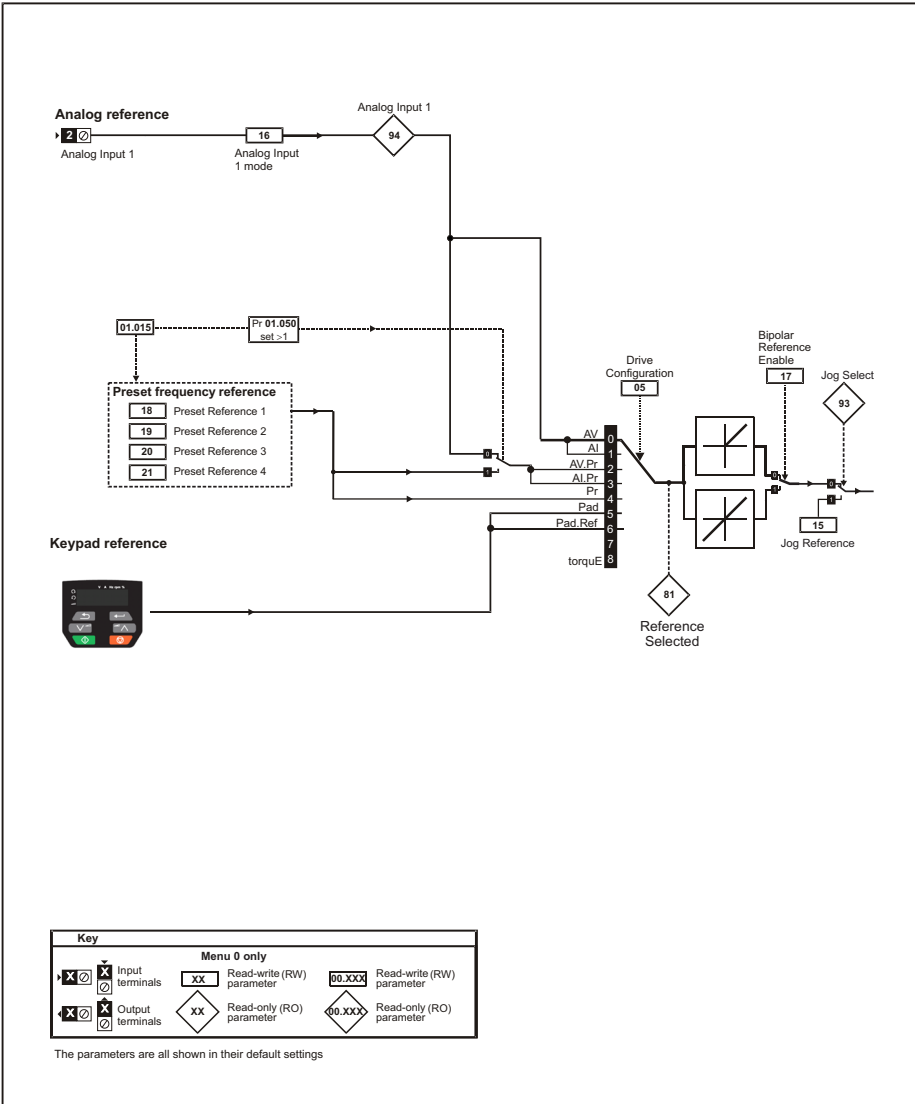 Analog reference
Analog Input 1
2
16
94
Analog Input 1
Analog Input
1 mode
01.015
Pr 01.050
set >1
Preset frequency reference
18 Preset Reference 1
19 Preset Reference 2
20 Preset Reference 3
21 Preset Reference 4
0
1
Drive
Configuration
05
AV 0
AI 1
AV.Pr 2
AI.Pr 3
Pr 4
Pad 5
Pad.Ref 6
7
torquE 8
Bipolar
Reference
Enable
17
Jog Select
93
0
1
0
1
15
Jog Reference
81
Reference
Selected
Keypad reference
Key
Menu 0 only
X X Input
terminals
XX Read-write (RW)
parameter
00.XXX Read-write (RW)
parameter
X X Output
terminals
XX Read-only (RO)
parameter
00.XXX Read-only (RO)
parameter
The parameters are all shown in their default settings